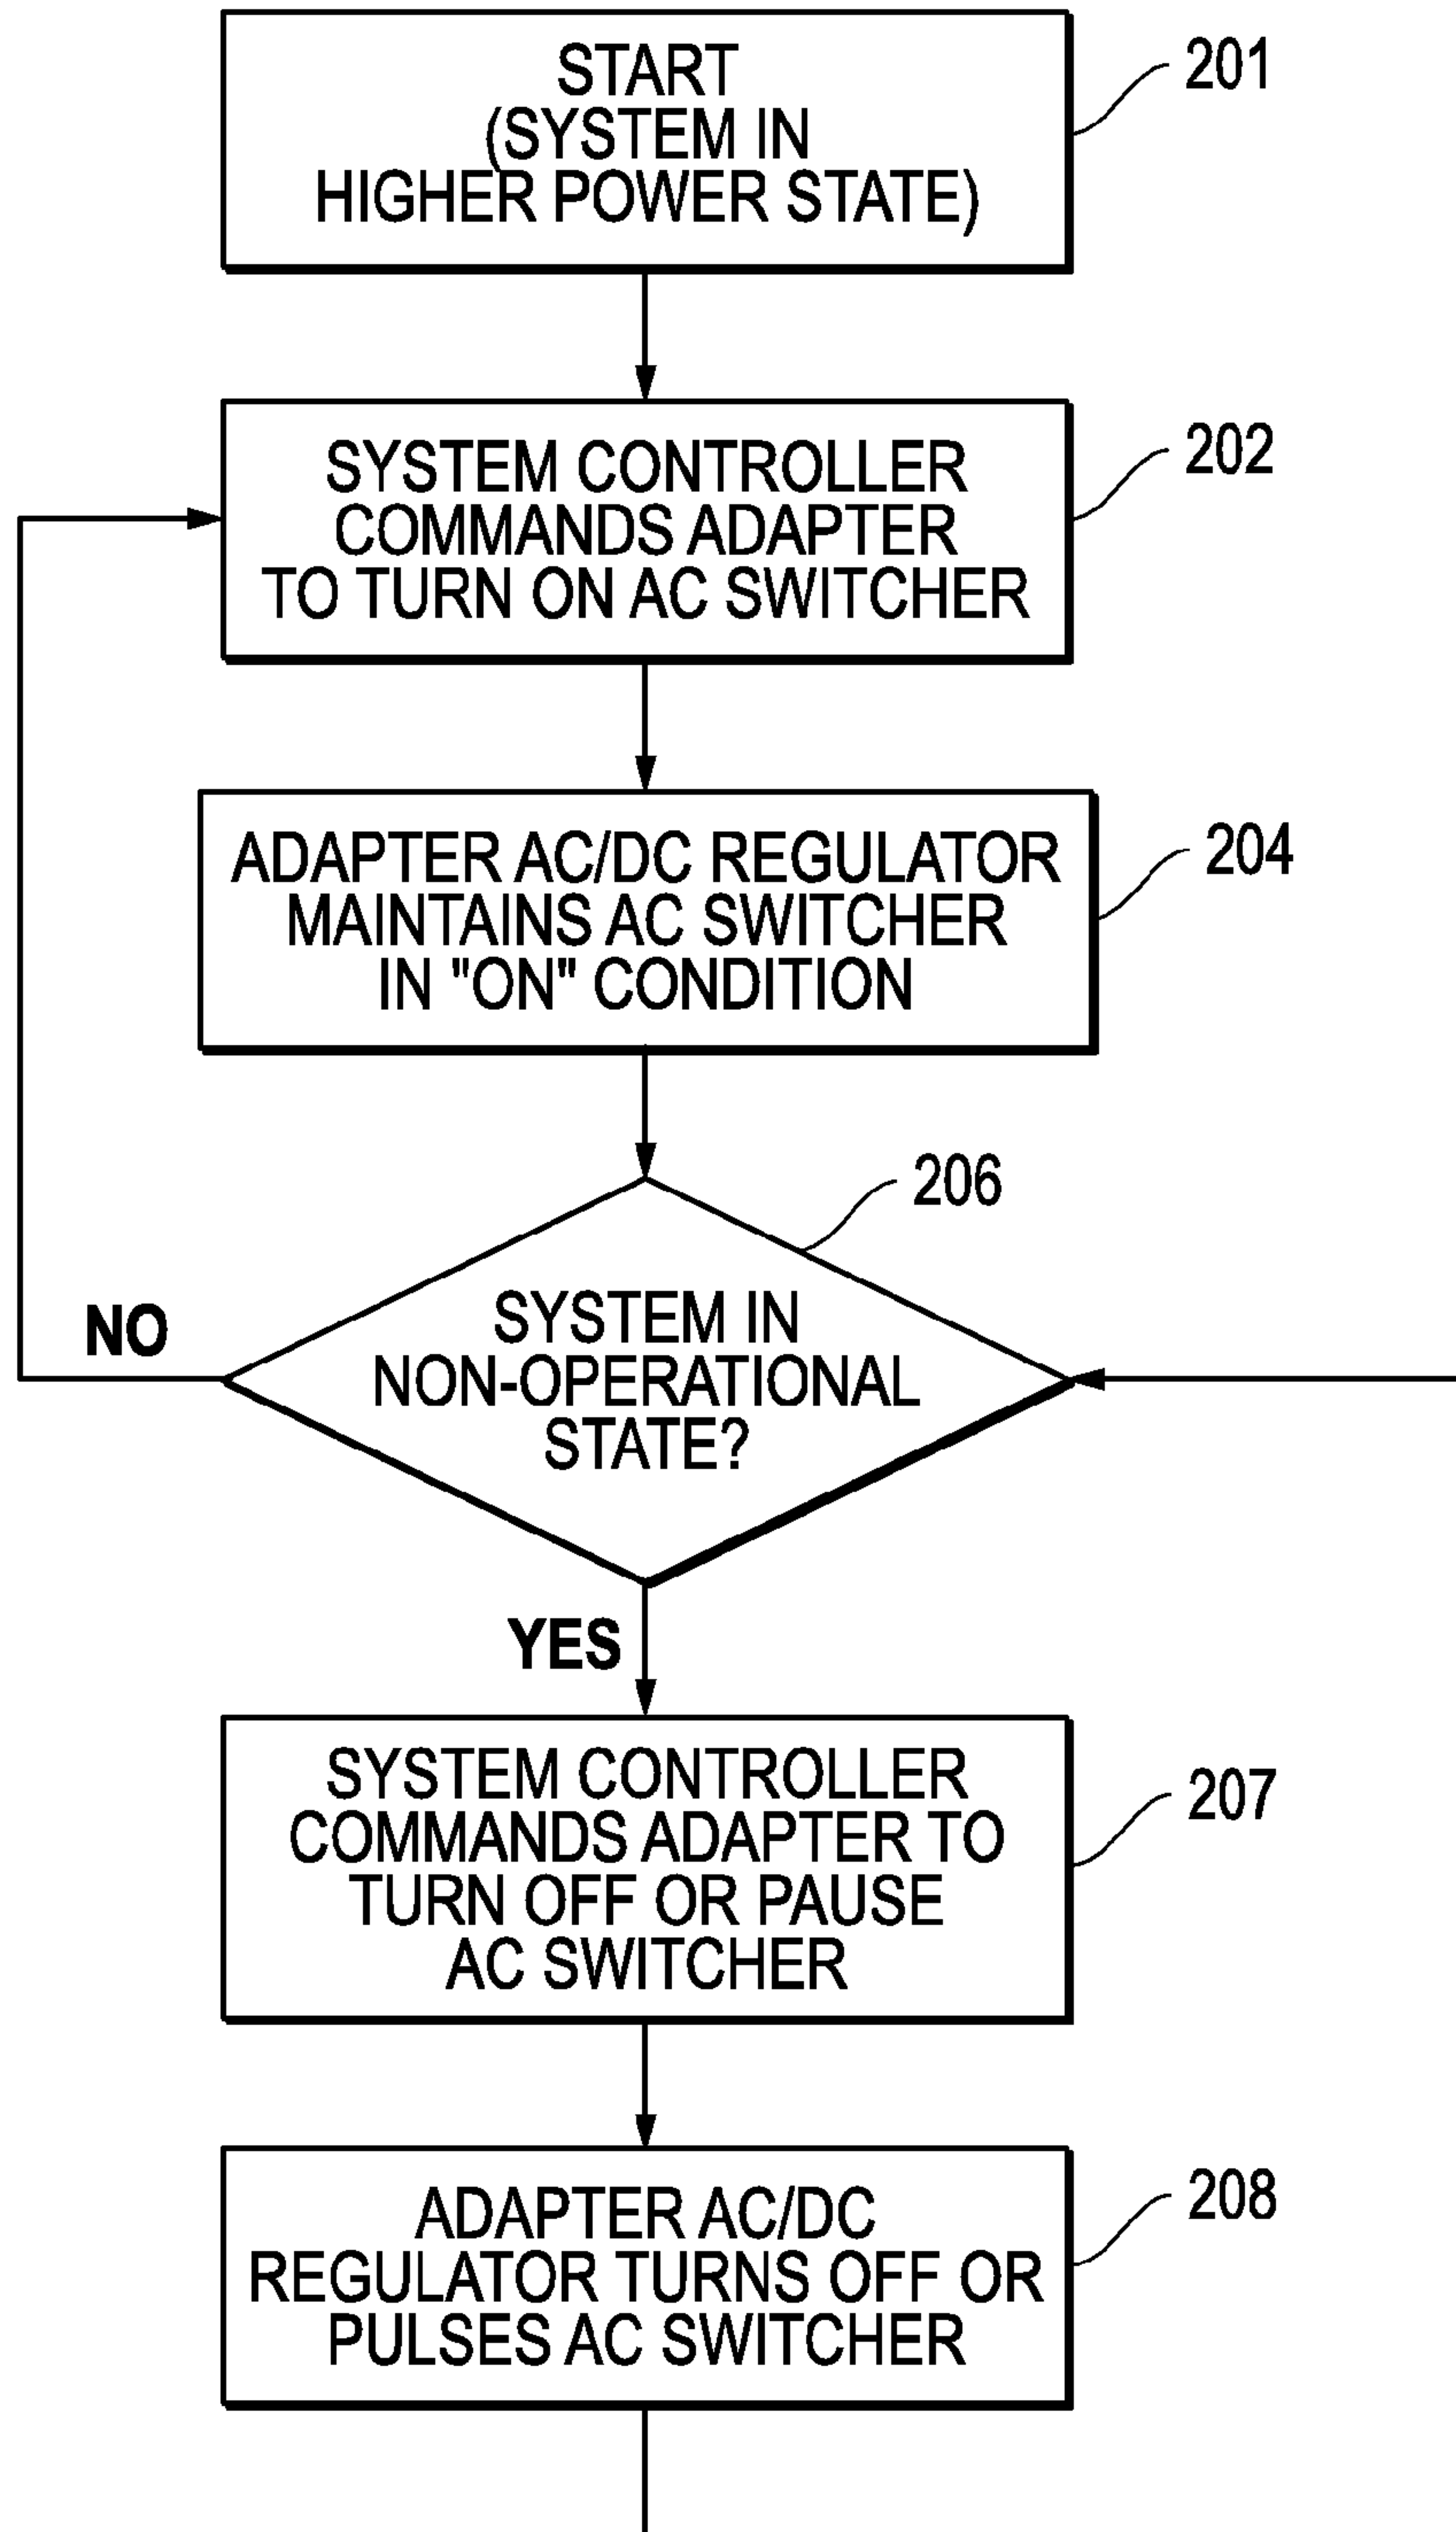 START
(SYSTEM IN
HIGHER POWER STATE)
201
SYSTEM CONTROLLER
COMMANDS ADAPTER
TO TURN ON AC SWITCHER
202
ADAPTER AC/DC REGULATOR
MAINTAINS AC SWITCHER
IN "ON" CONDITION
204
206
SYSTEM IN
NON-OPERATIONAL
STATE?
NO
YES
SYSTEM CONTROLLER
COMMANDS ADAPTER TO
TURN OFF OR PAUSE
AC SWITCHER
207
ADAPTER AC/DC
REGULATOR TURNS OFF OR
PULSES AC SWITCHER
208